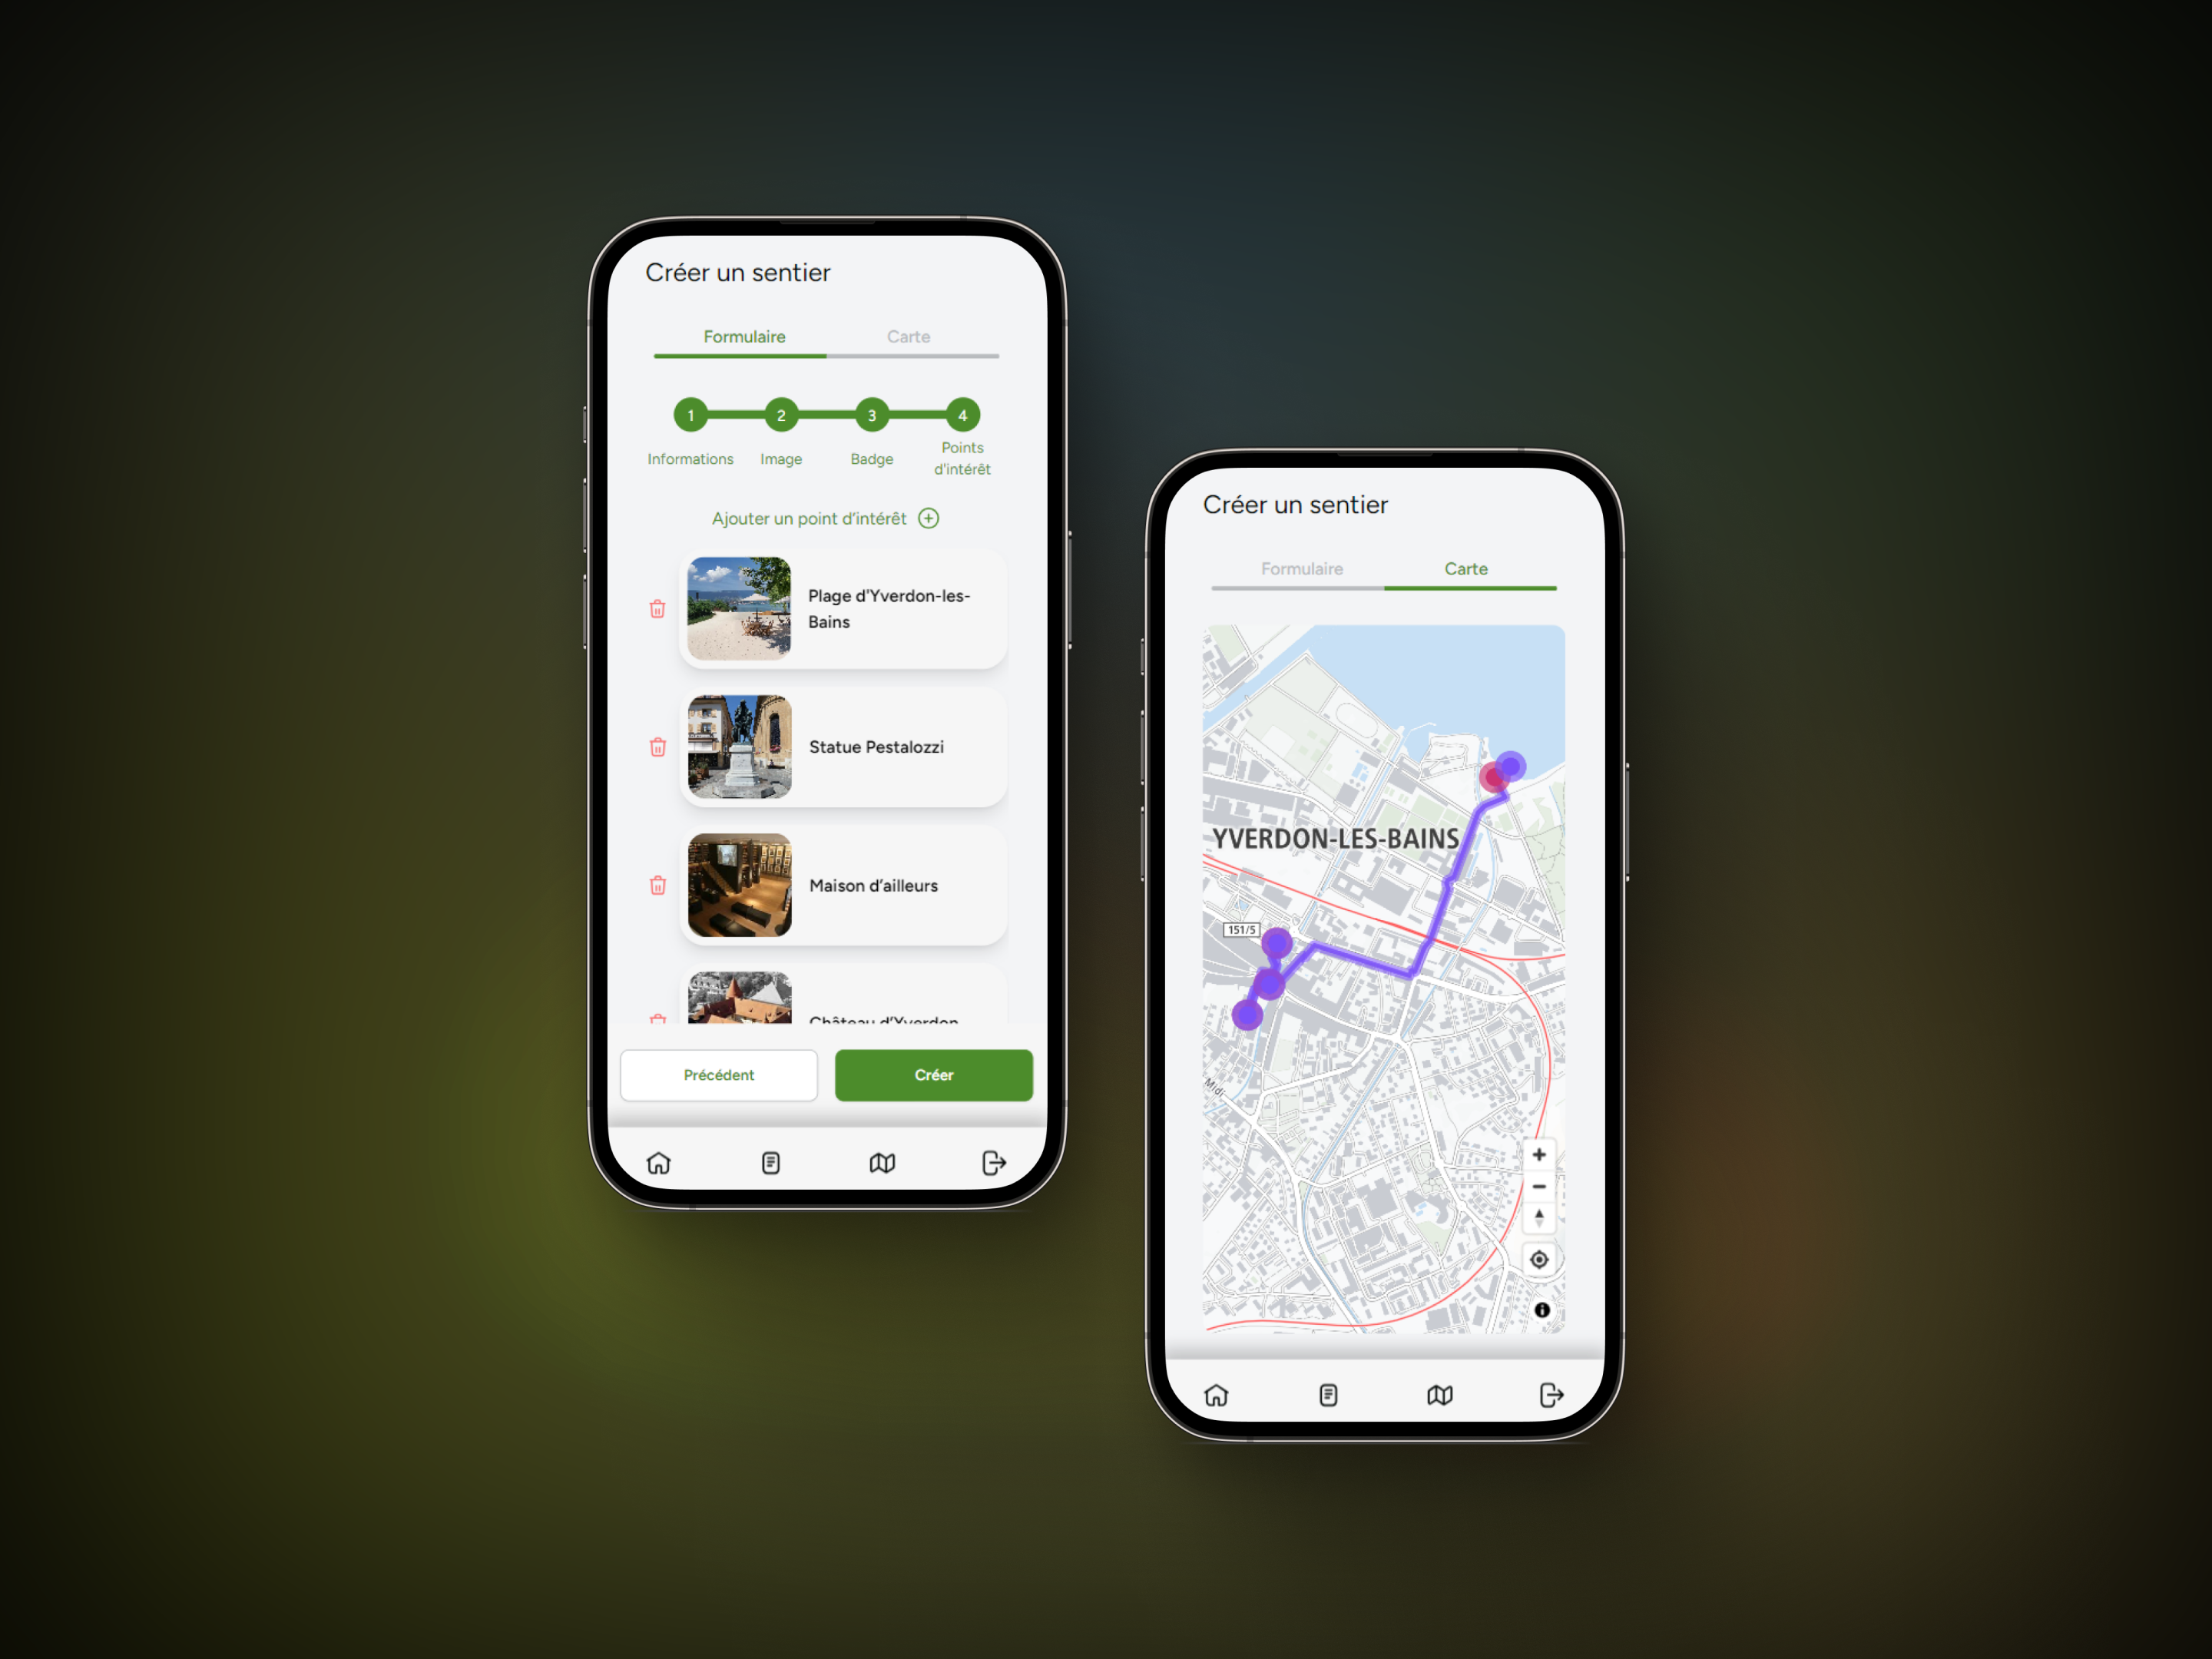 Créer un sentier
Formulaire
Carte
1
2
3
4
Informations
Image
Badge
Points
d'intérêt
Ajouter un point d'intérêt
Plage d'Yverdon-les-
Bains
Statue Pestalozzi
Maison d'ailleurs
Château d'Yverdon
Précédent
Créer
Créer un sentier
Formulaire
Carte
YVERDON-LES-BAINS
151/5
Midi